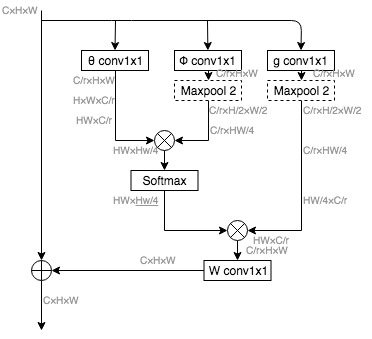 C×H×W
θ conv1x1
Φ conv1x1
g conv1x1
C/r×H×W
C/r×H×W
C/r×H×W
Maxpool 2
Maxpool 2
H×W×C/r
C/r×H/2×W/2
C/r×H/2×W/2
HW×C/r
C/r×HW/4
HW×Hw/4
C/r×HW/4
Softmax
HW×Hw/4
HW/4×C/r
HW×C/r
C/r×H×W
C×H×W
W conv1x1
C×H×W